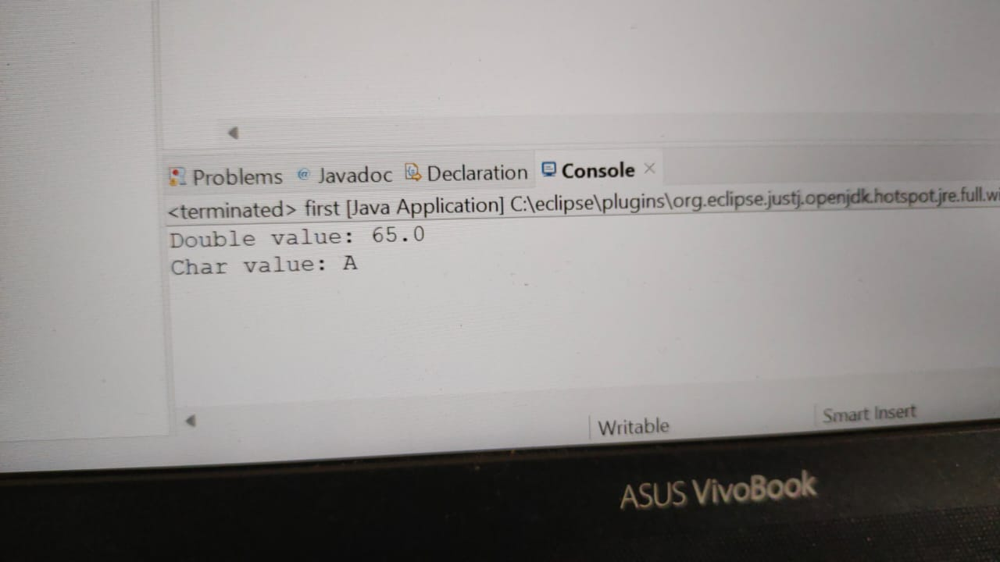 Problems @ Javadoc Declaration Console
<terminated> first [Java Application] C:\eclipse\plugins\org.eclipse.justj.openjdk.hotspot.jre.full.wi
Double value: 65.0
Char value: A
Writable Smart Insert
ASUS VivoBook